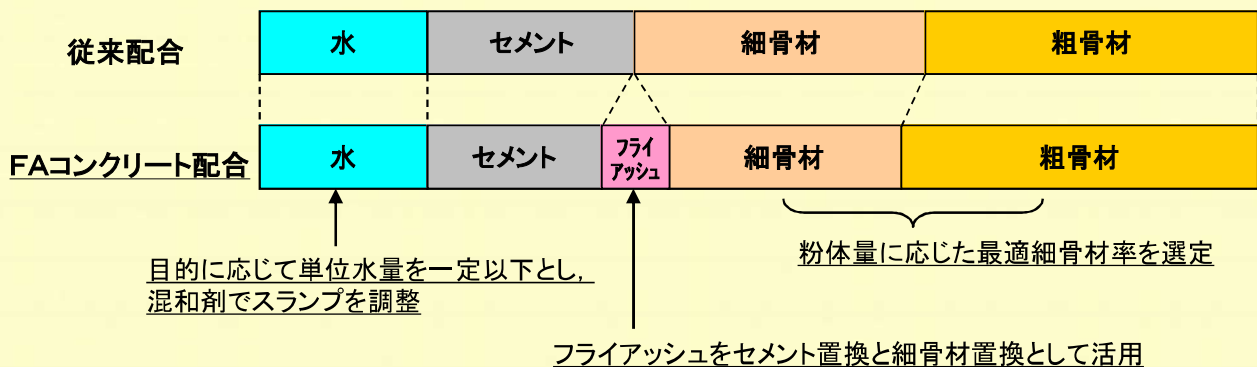 従来配合
水
セメント
細骨材
粗骨材
FAコンクリート配合
水
セメント
フライ
アッシュ
細骨材
粗骨材
目的に応じて単位水量を一定以下とし,
混和剤でスランプを調整
粉体量に応じた最適細骨材率を選定
フライアッシュをセメント置換と細骨材置換として活用